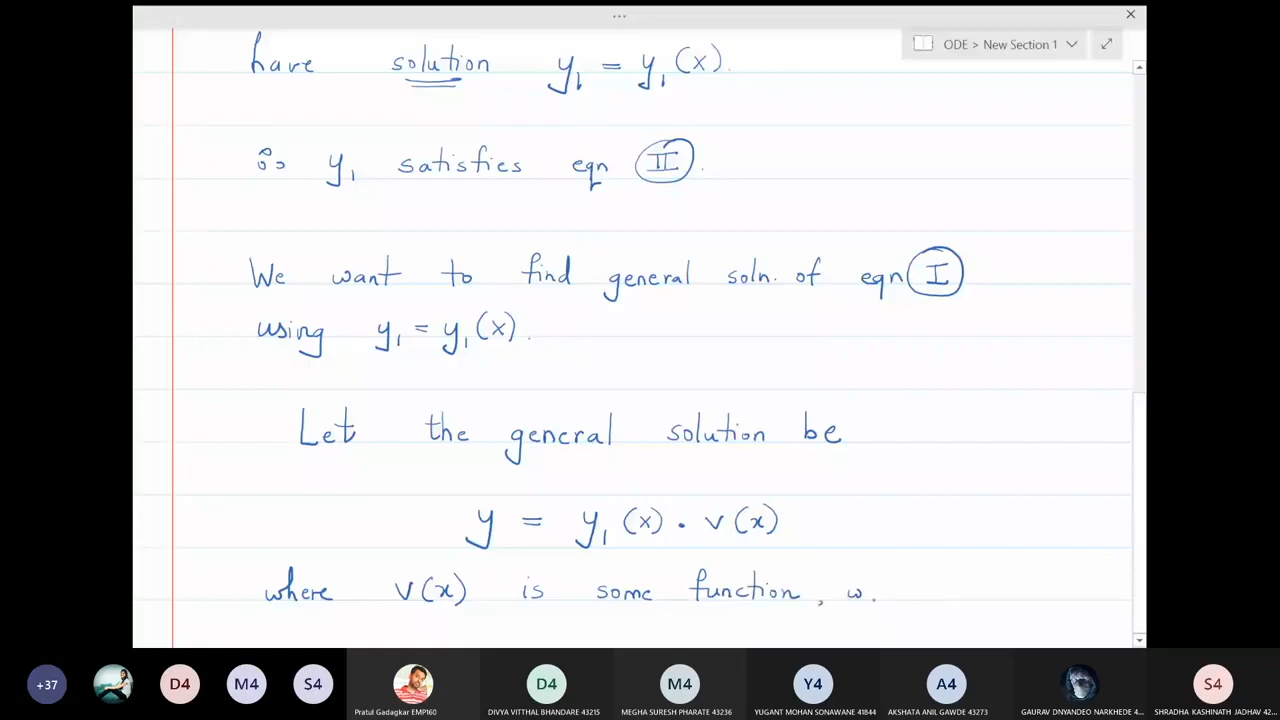 ODE > New Section 1
have solution y₁ = y₁(x).
∴ y₁ satisfies eqn II.
We want to find general soln. of eqn I
using y₁ = y₁(x).
Let the general solution be
y = y₁(x) · v(x)
where v(x) is some function, w.
+37
D4
M4
S4
D4
M4
Y4
A4
S4
Pratul Gadagkar EMP160
DIVYA VITTHAL BHANDARE 43215
MEGHA SURESH PHARATE 43236
YUGANT MOHAN SONAWANE 41844
AKSHATA ANIL GAWDE 43273
GAURAV DNYANDEO NARKHEDE 4...
SHRADHA KASHINATH JADHAV 42...